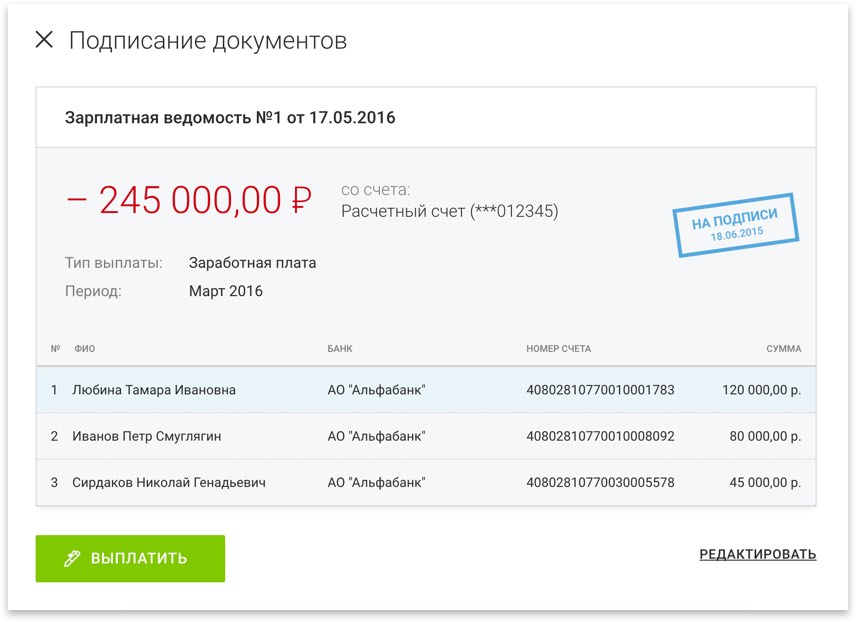 Подписание документов
Зарплатная ведомость №1 от 17.05.2016
– 245 000,00 ₽
со счета:
Расчетный счет (***012345)
НА ПОДПИСИ
18.06.2015
Тип выплаты: Заработная плата
Период: Март 2016
№ ФИО БАНК НОМЕР СЧЕТА СУММА
1 Любина Тамара Ивановна АО "Альфабанк" 40802810770010001783 120 000,00 р.
2 Иванов Петр Смуглягин АО "Альфабанк" 40802810770010008092 80 000,00 р.
3 Сирдаков Николай Генадьевич АО "Альфабанк" 40802810770030005578 45 000,00 р.
ВЫПЛАТИТЬ
РЕДАКТИРОВАТЬ